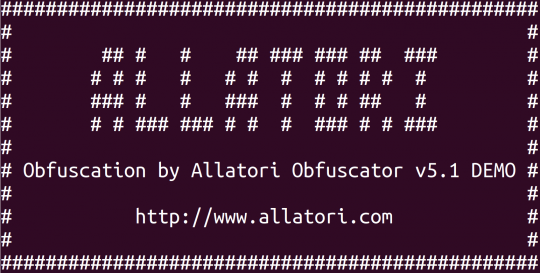 ################################################
#                                              #
#        ## #   #    ## ### ### ##  ###        #
#       # # #   #   # #  #  # # # #  #         #
#       ### #   #   ###  #  # # ##   #         #
#       # # ### ### # #  #  ### # # ###        #
#                                              #
# Obfuscation by Allatori Obfuscator v5.1 DEMO #
#                                              #
#           http://www.allatori.com            #
#                                              #
################################################